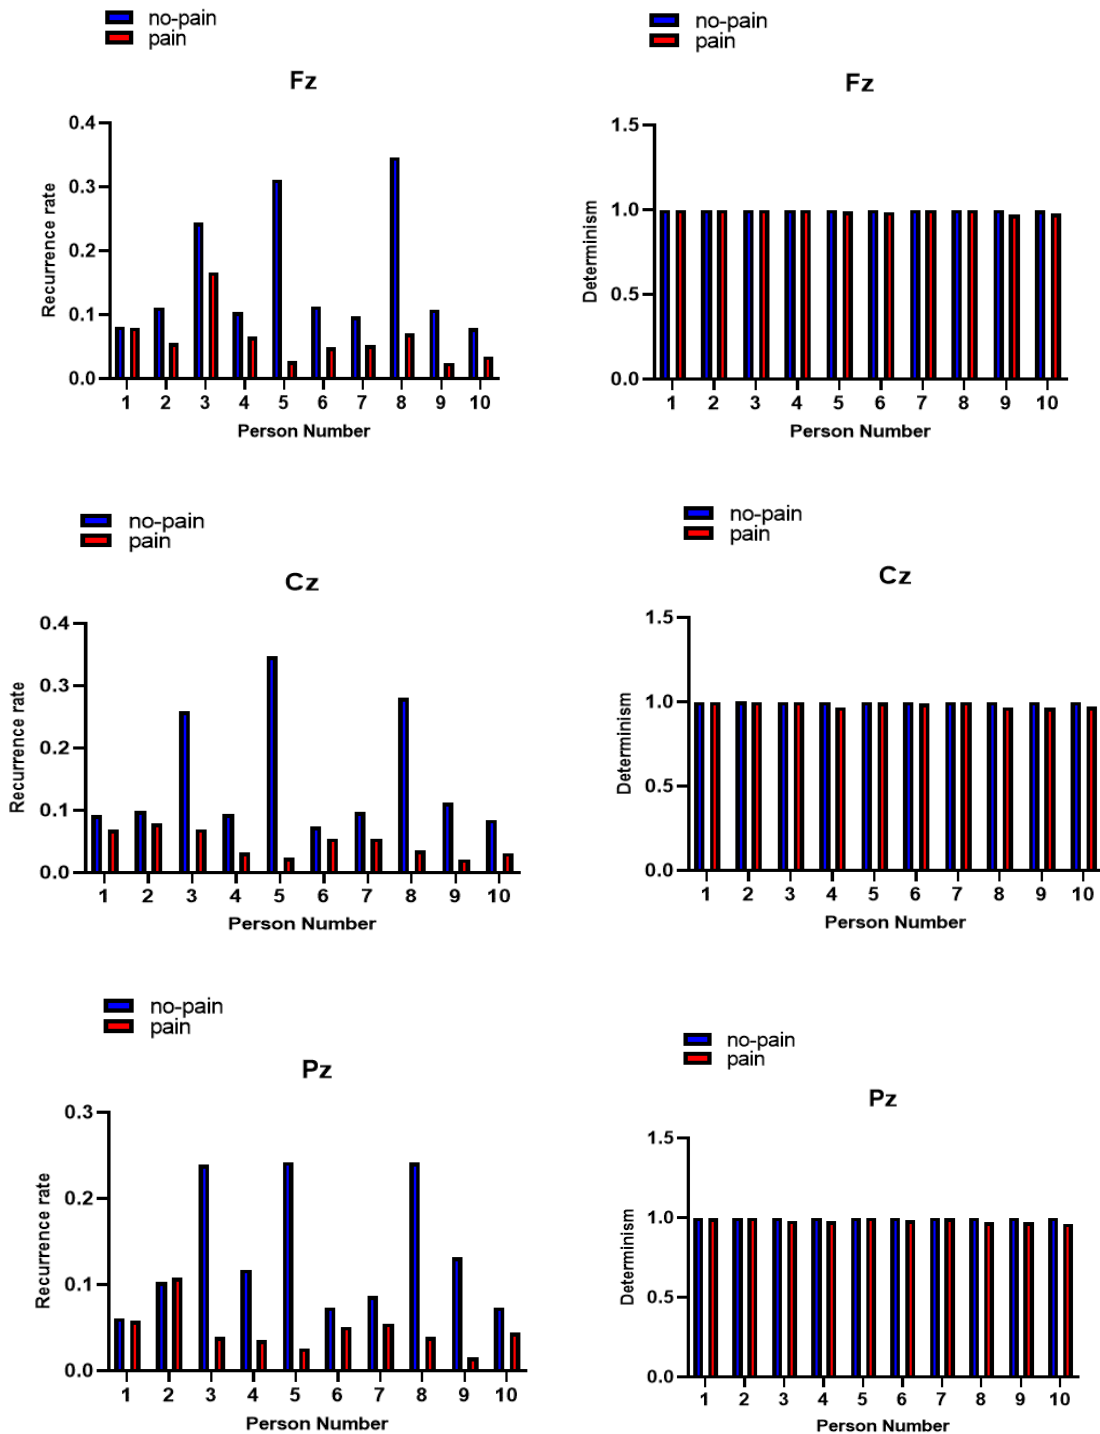 no-pain
pain
Fz
Recurrence rate
0.4
0.3
0.2
0.1
0.0
1 2 3 4 5 6 7 8 9 10
Person Number
no-pain
pain
Fz
Determinism
1.5
1.0
0.5
0.0
1 2 3 4 5 6 7 8 9 10
Person Number
no-pain
pain
Cz
Recurrence rate
0.4
0.3
0.2
0.1
0.0
1 2 3 4 5 6 7 8 9 10
Person Number
no-pain
pain
Cz
Determinism
1.5
1.0
0.5
0.0
1 2 3 4 5 6 7 8 9 10
Person Number
no-pain
pain
Pz
Recurrence rate
0.3
0.2
0.1
0.0
1 2 3 4 5 6 7 8 9 10
Person Number
no-pain
pain
Pz
Determinism
1.5
1.0
0.5
0.0
1 2 3 4 5 6 7 8 9 10
Person Number